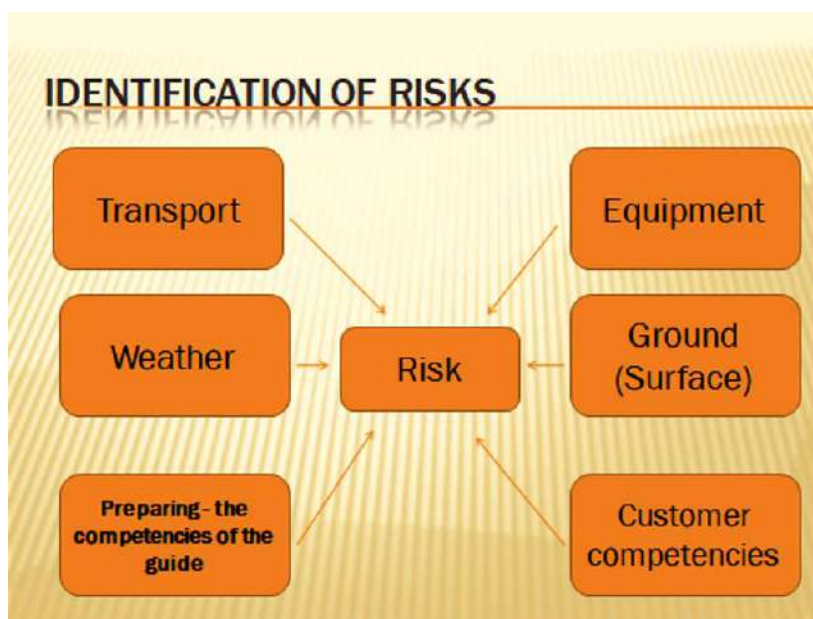 IDENTIFICATION OF RISKS
Transport
Equipment
Weather
Risk
Ground
(Surface)
Preparing - the
competencies of the
guide
Customer
competencies